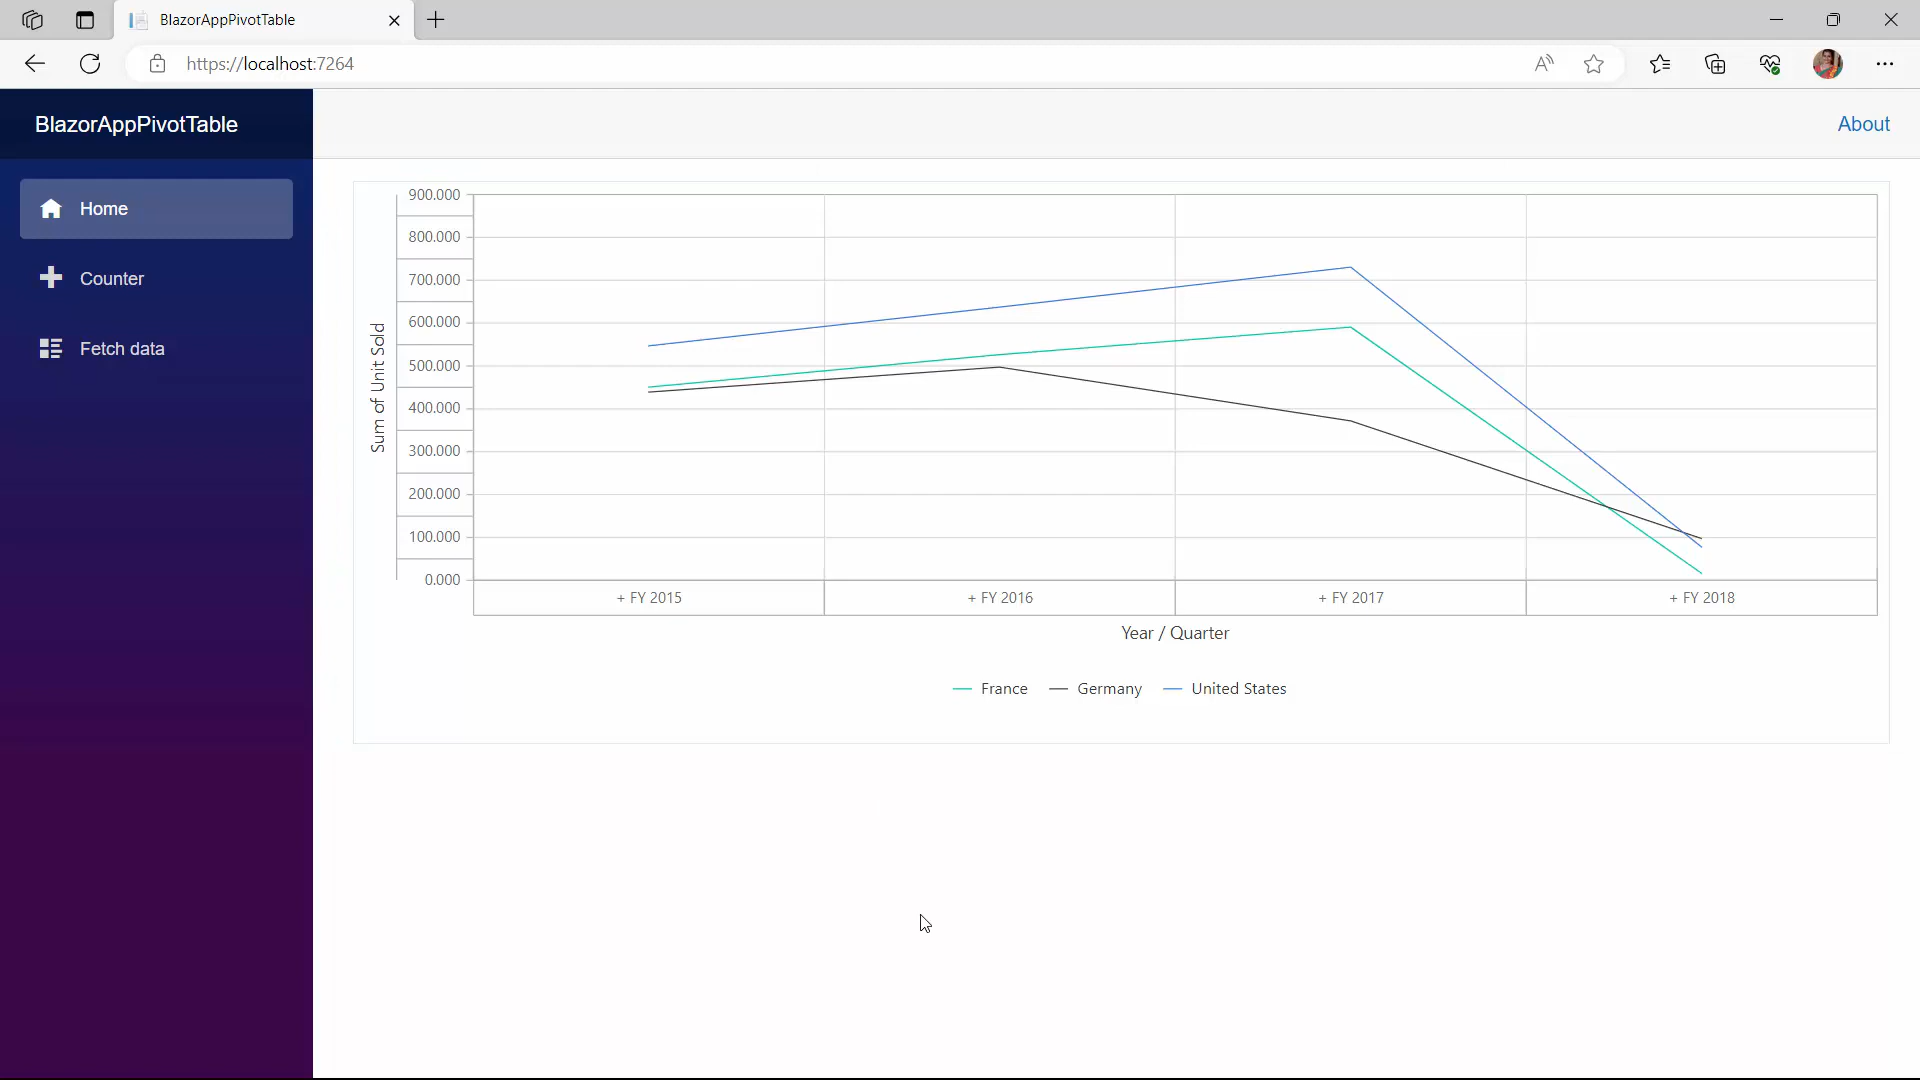 BlazorAppPivotTable
https://localhost:7264
BlazorAppPivotTable
About
Home
Counter
Fetch data
Sum of Unit Sold
900.000
800.000
700.000
600.000
500.000
400.000
300.000
200.000
100.000
0.000
+ FY 2015
+ FY 2016
+ FY 2017
+ FY 2018
Year / Quarter
France
Germany
United States